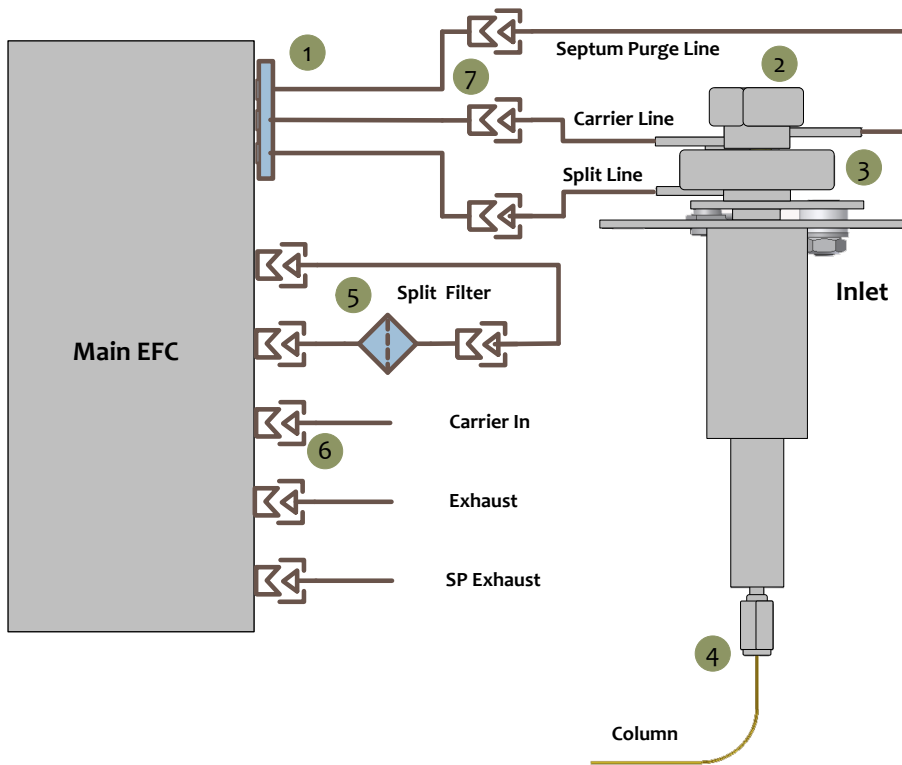 1
Septum Purge Line
2
7
Carrier Line
3
Split Line
5
Split Filter
Inlet
Main EFC
Carrier In
6
Exhaust
SP Exhaust
4
Column